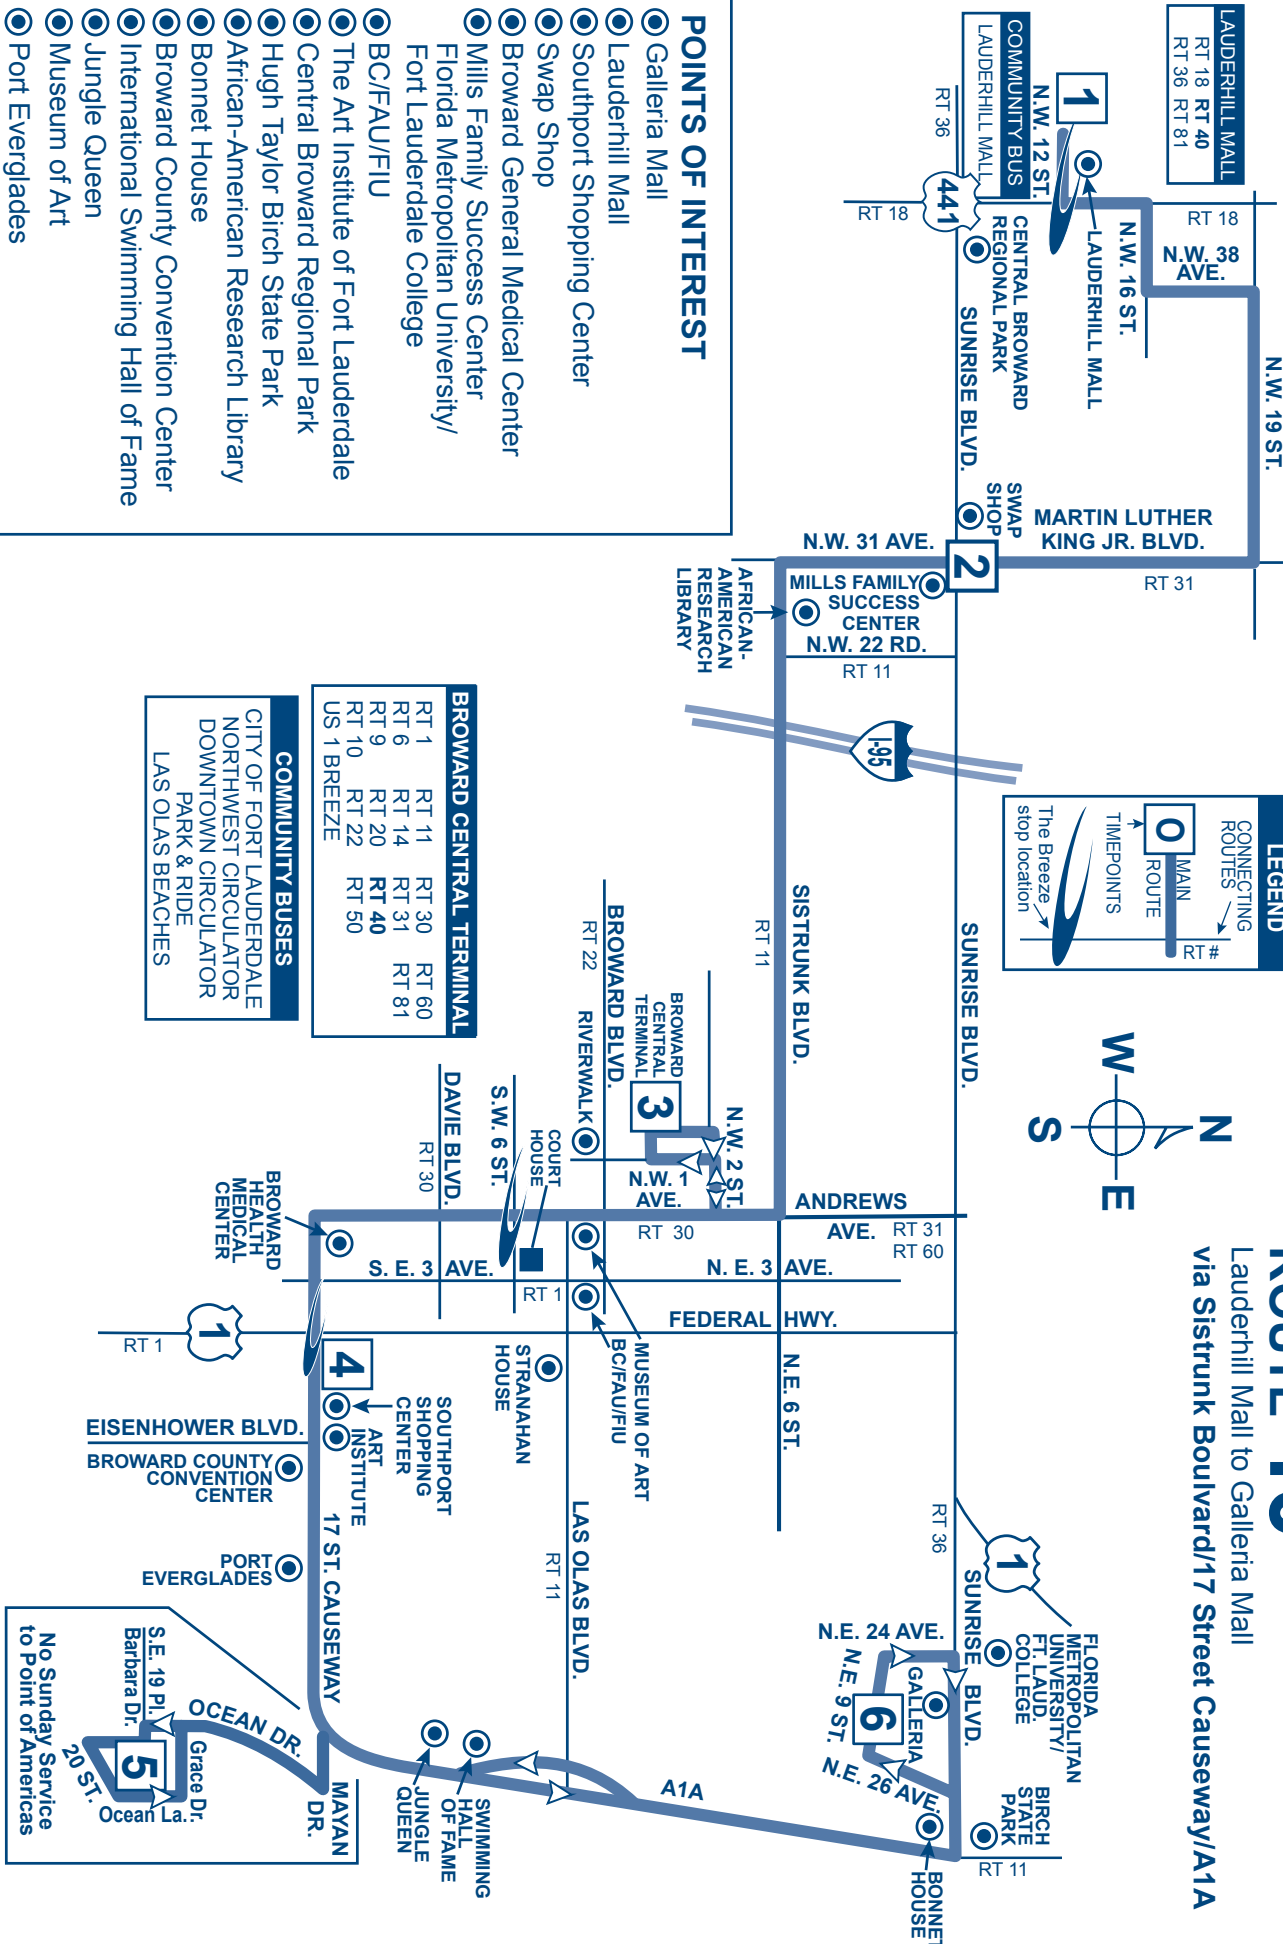 ROUTE 40
Lauderhill Mall to Galleria Mall
via Sistrunk Boulvard/17 Street Causeway/A1A
LAUDERHILL MALL
RT 18 RT 40
RT 36 RT 81
COMMUNITY BUS
LAUDERHILL MALL
1
N.W. 12 ST.
RT 36
441
RT 18
RT 18
LAUDERHILL MALL
N.W. 16 ST.
N.W. 38
AVE.
N.W. 19 ST.
CENTRAL BROWARD
REGIONAL PARK
SUNRISE BLVD.
SWAP
SHOP
MARTIN LUTHER
KING JR. BLVD.
RT 31
2
N.W. 31 AVE.
MILLS FAMILY
SUCCESS
CENTER
N.W. 22 RD.
RT 11
AFRICAN-
AMERICAN
RESEARCH
LIBRARY
I-95
LEGEND
CONNECTING
ROUTES
RT #
O
MAIN
ROUTE
TIMEPOINTS
The Breeze
stop location
N
W
E
S
SUNRISE BLVD.
SISTRUNK BLVD.
RT 11
BROWARD BLVD.
RT 22
BROWARD
CENTRAL
TERMINAL
3
N.W. 2 ST.
N.W. 1
AVE.
RIVERWALK
COURT
HOUSE
S.W. 6 ST.
DAVIE BLVD.
RT 30
ANDREWS
AVE.
RT 31
RT 60
RT 30
N. E. 3 AVE.
S. E. 3 AVE.
RT 1
FEDERAL HWY.
N.E. 6 ST.
MUSEUM OF ART
BC/FAU/FIU
STRANAHAN
HOUSE
BROWARD
HEALTH
MEDICAL
CENTER
1
RT 1
4
SOUTHPORT
SHOPPING
CENTER
ART
INSTITUTE
EISENHOWER BLVD.
BROWARD COUNTY
CONVENTION
CENTER
PORT
EVERGLADES
17 ST. CAUSEWAY
LAS OLAS BLVD.
RT 11
RT 36
1
SUNRISE BLVD.
FLORIDA
METROPOLITAN
UNIVERSITY/
FT. LAUD.
COLLEGE
N.E. 24 AVE.
GALLERIA
N.E. 9 ST.
6
N.E. 26 AVE.
BIRCH
STATE
PARK
RT 11
BONNET
HOUSE
A1A
SWIMMING
HALL
OF FAME
JUNGLE
QUEEN
MAYAN
DR.
OCEAN DR.
S.E. 19 Pl.
Barbara Dr.
Grace Dr.
5
20 ST.
Ocean La..
No Sunday Service
to Point of Americas
BROWARD CENTRAL TERMINAL
RT 1 RT 11 RT 30 RT 60
RT 6 RT 14 RT 31 RT 81
RT 9 RT 20 RT 40
RT 10 RT 22 RT 50
US 1 BREEZE
COMMUNITY BUSES
CITY OF FORT LAUDERDALE
NORTHWEST CIRCULATOR
DOWNTOWN CIRCULATOR
PARK & RIDE
LAS OLAS BEACHES
POINTS OF INTEREST
Galleria Mall
Lauderhill Mall
Southport Shopping Center
Swap Shop
Broward General Medical Center
Mills Family Success Center
Florida Metropolitan University/
Fort Lauderdale College
BC/FAU/FIU
The Art Institute of Fort Lauderdale
Central Broward Regional Park
Hugh Taylor Birch State Park
African-American Research Library
Bonnet House
Broward County Convention Center
International Swimming Hall of Fame
Jungle Queen
Museum of Art
Port Everglades